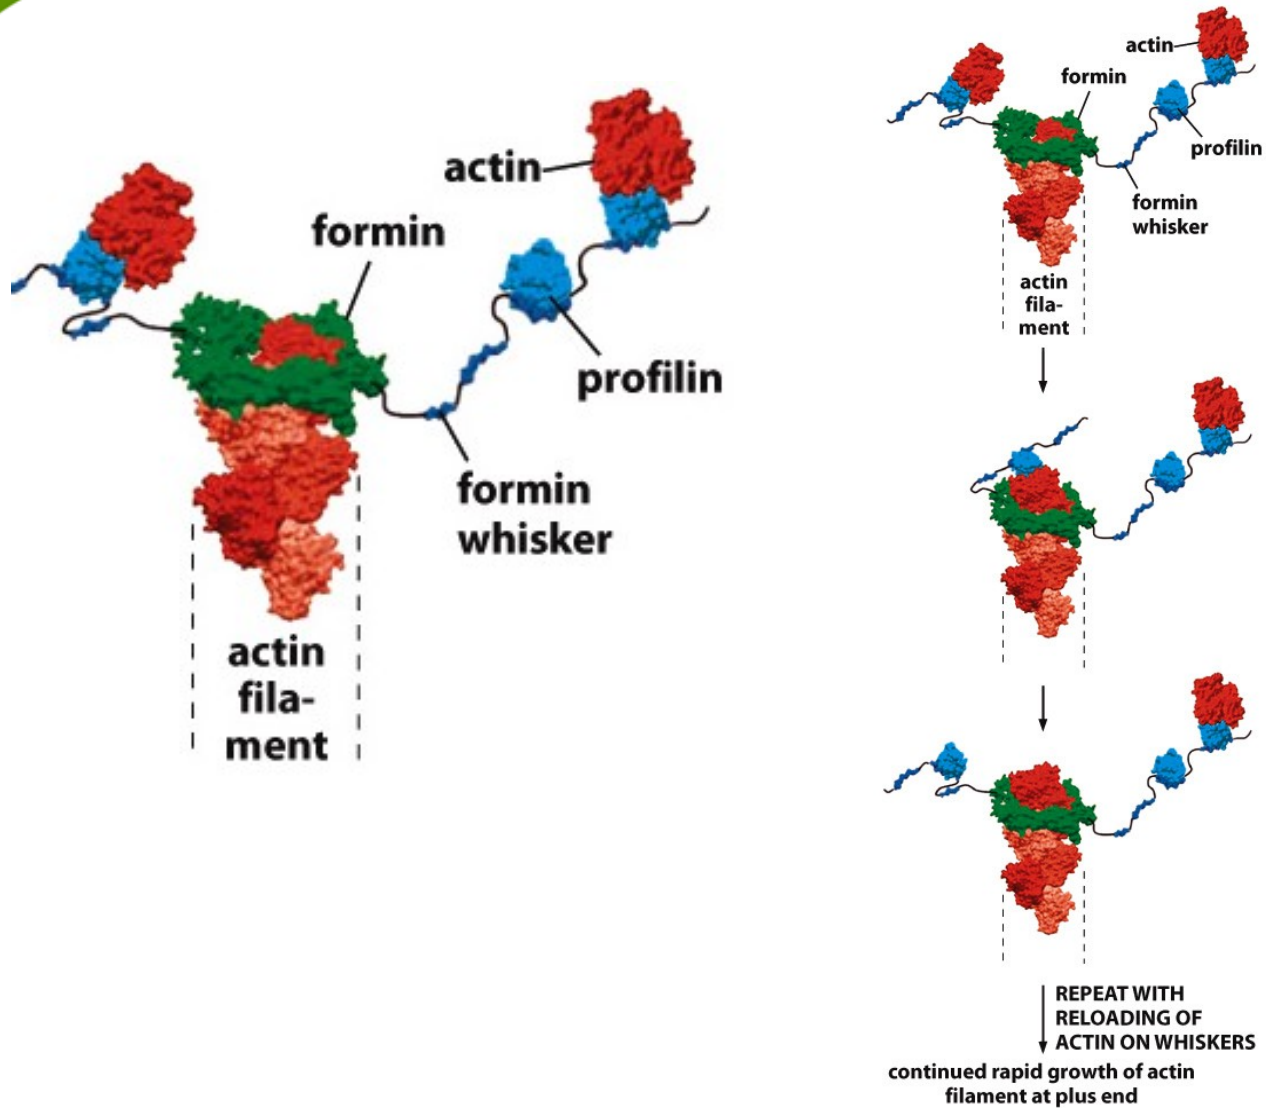 actin
formin
profilin
formin
whisker
actin
fila-
ment
actin
formin
profilin
formin
whisker
actin
fila-
ment
REPEAT WITH
RELOADING OF
ACTIN ON WHISKERS
continued rapid growth of actin
filament at plus end